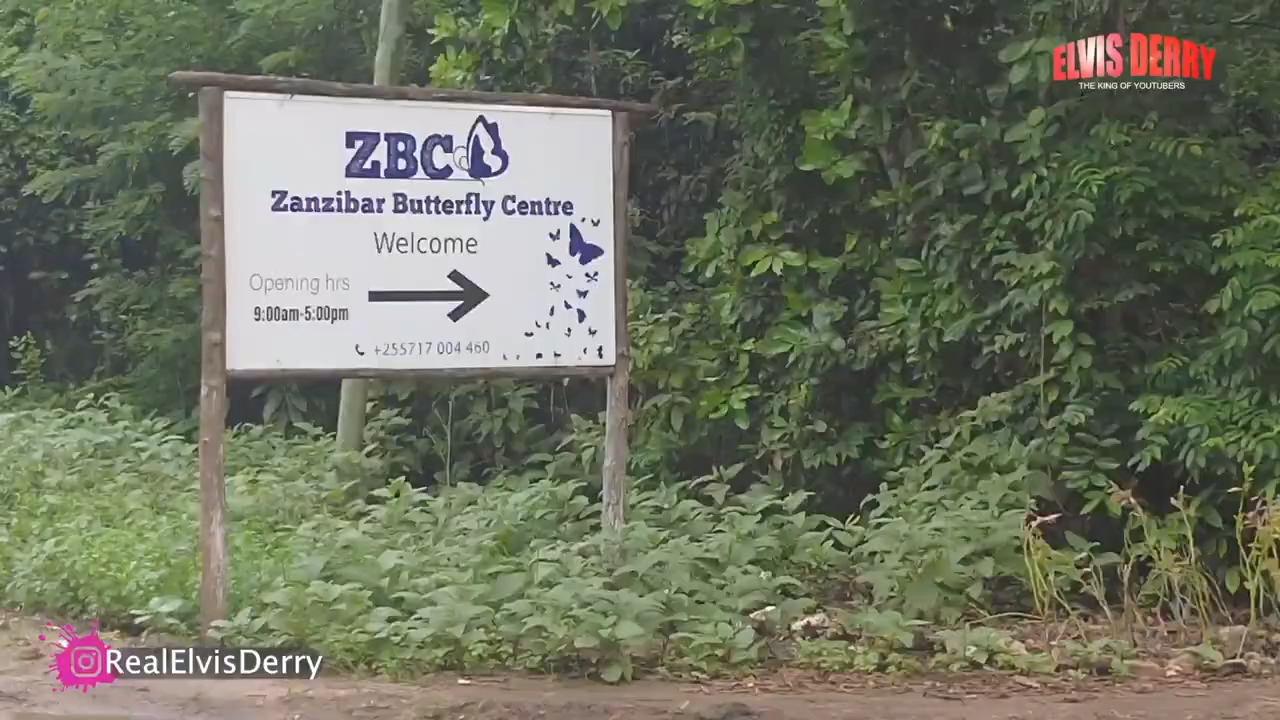 ELVIS DERRY
THE KING OF YOUTUBERS
ZBC
Zanzibar Butterfly Centre
Welcome
Opening hrs
9:00am-5:00pm
+255717 004 460
RealElvisDerry